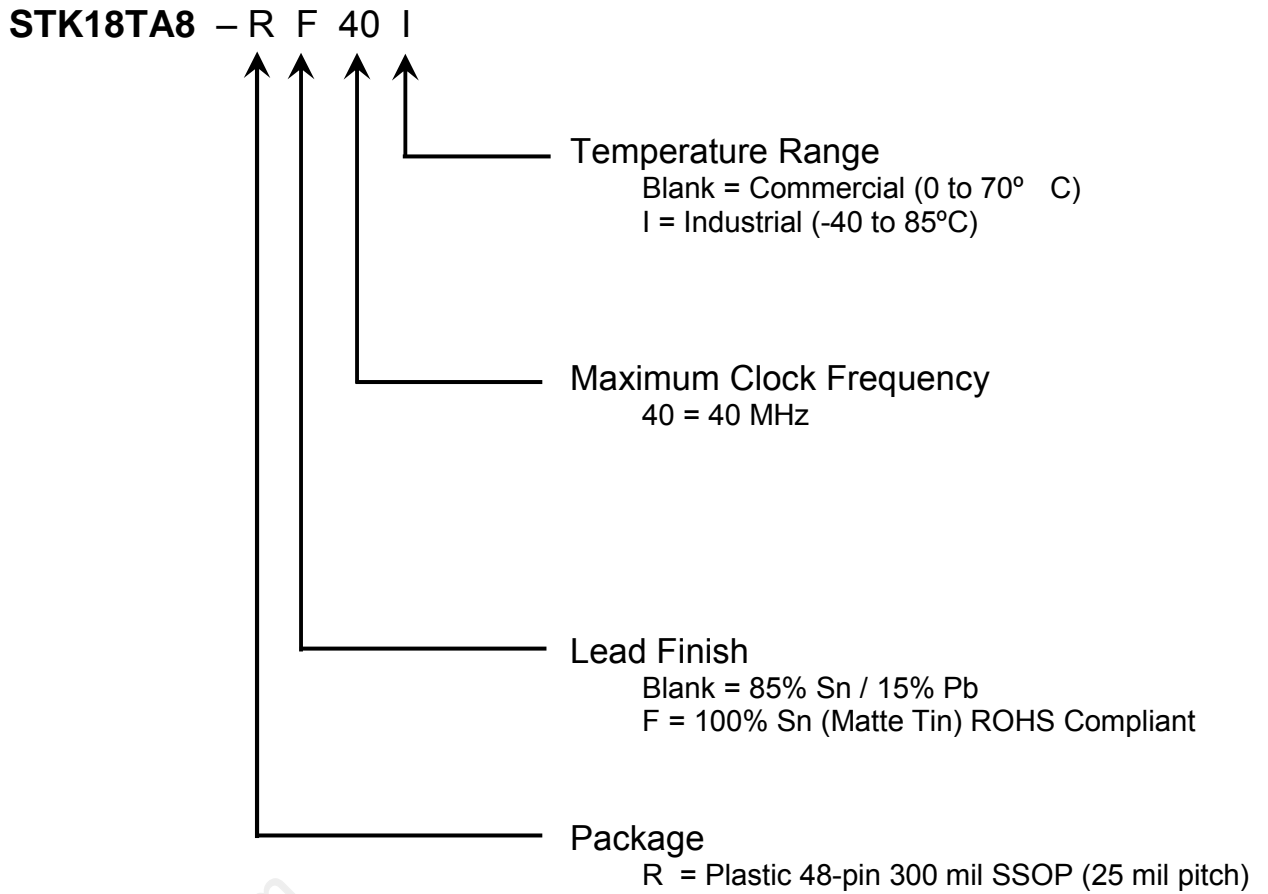 STK18TA8 – R F 40 I
Temperature Range
Blank = Commercial (0 to 70º C)
I = Industrial (-40 to 85ºC)
Maximum Clock Frequency
40 = 40 MHz
Lead Finish
Blank = 85% Sn / 15% Pb
F = 100% Sn (Matte Tin) ROHS Compliant
Package
R = Plastic 48-pin 300 mil SSOP (25 mil pitch)